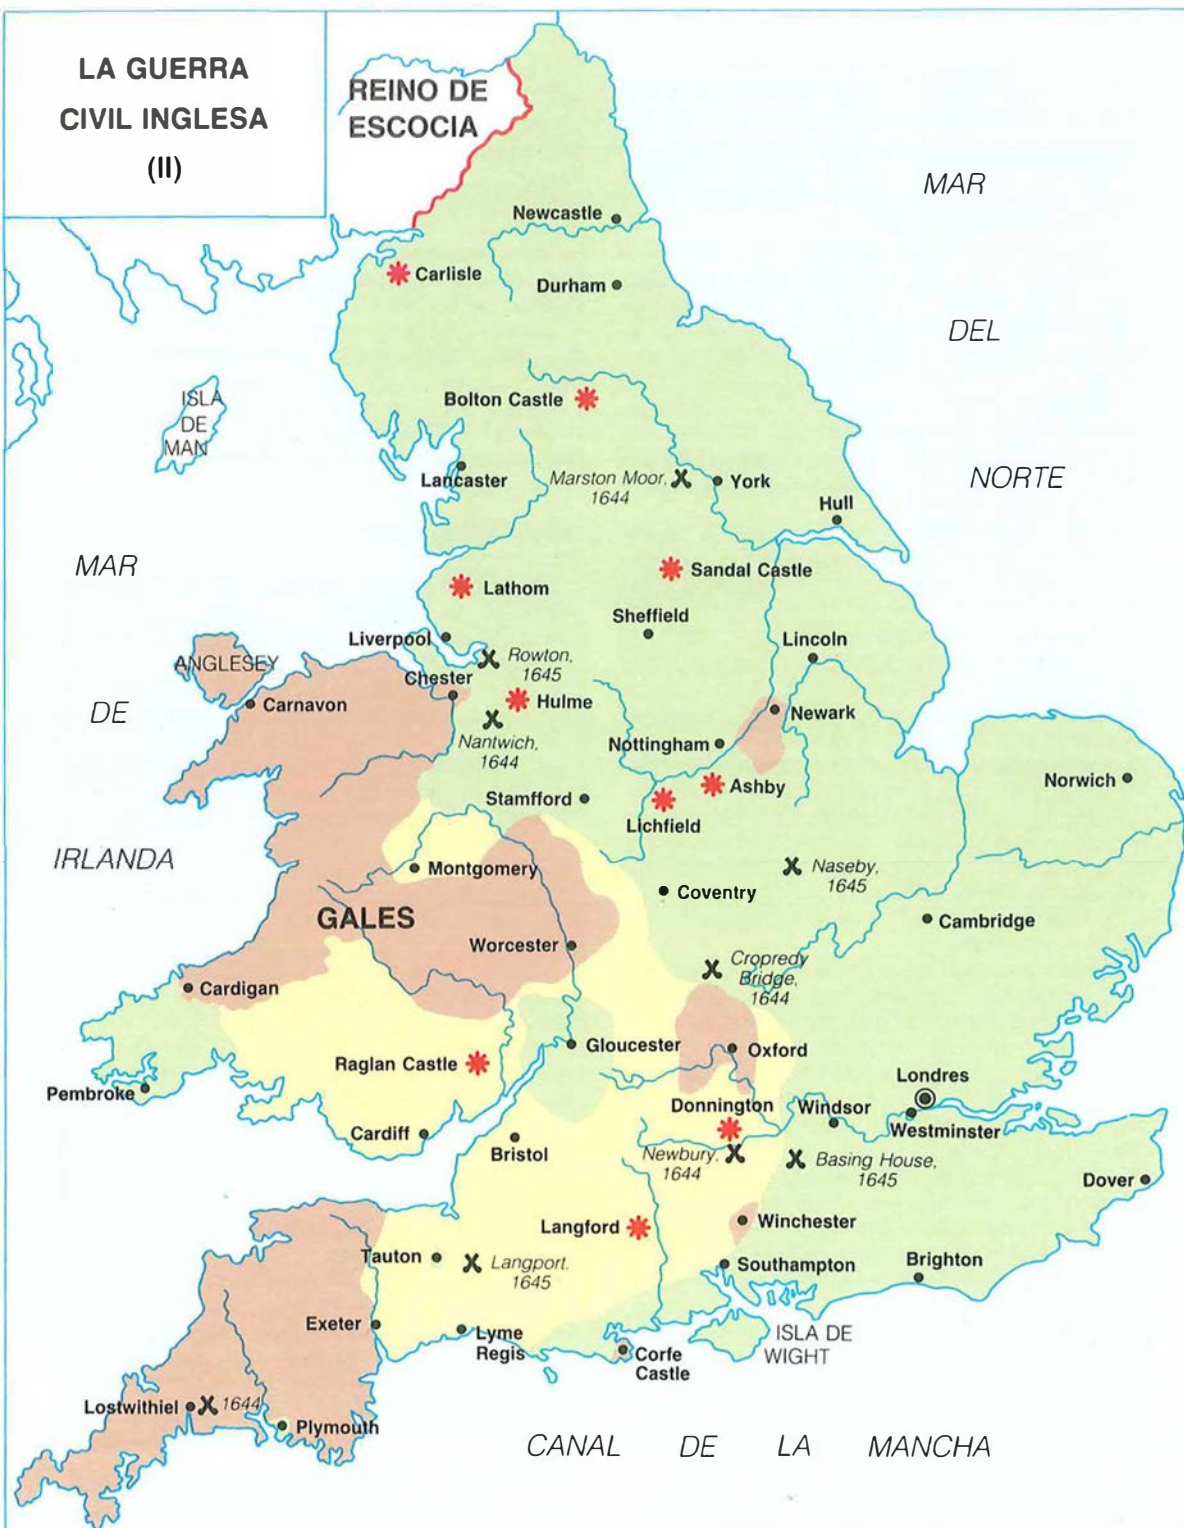 LA GUERRA
CIVIL INGLESA
(II)
REINO DE
ESCOCIA
MAR
DEL
NORTE
Newcastle
Carlisle
Durham
Bolton Castle
ISLA
DE
MAN
Lancaster
Marston Moor,
1644
York
Hull
MAR
DE
IRLANDA
Lathom
Sandal Castle
Sheffield
Liverpool
Lincoln
Rowton,
1645
ANGLESEY
Chester
Carnavon
Hulme
Newark
Nantwich,
1644
Nottingham
Norwich
Stamfford
Ashby
Lichfield
Montgomery
Naseby,
1645
Coventry
GALES
Cambridge
Worcester
Cropredy
Bridge,
1644
Cardigan
Gloucester
Oxford
Raglan Castle
Pembroke
Londres
Donnington
Windsor
Westminster
Cardiff
Bristol
Newbury,
1644
Basing House,
1645
Dover
Langford
Winchester
Tauton
Langport.
1645
Southampton
Brighton
Exeter
Lyme
Regis
ISLA DE
WIGHT
Corfe
Castle
Lostwithiel
1644
Plymouth
CANAL DE LA MANCHA